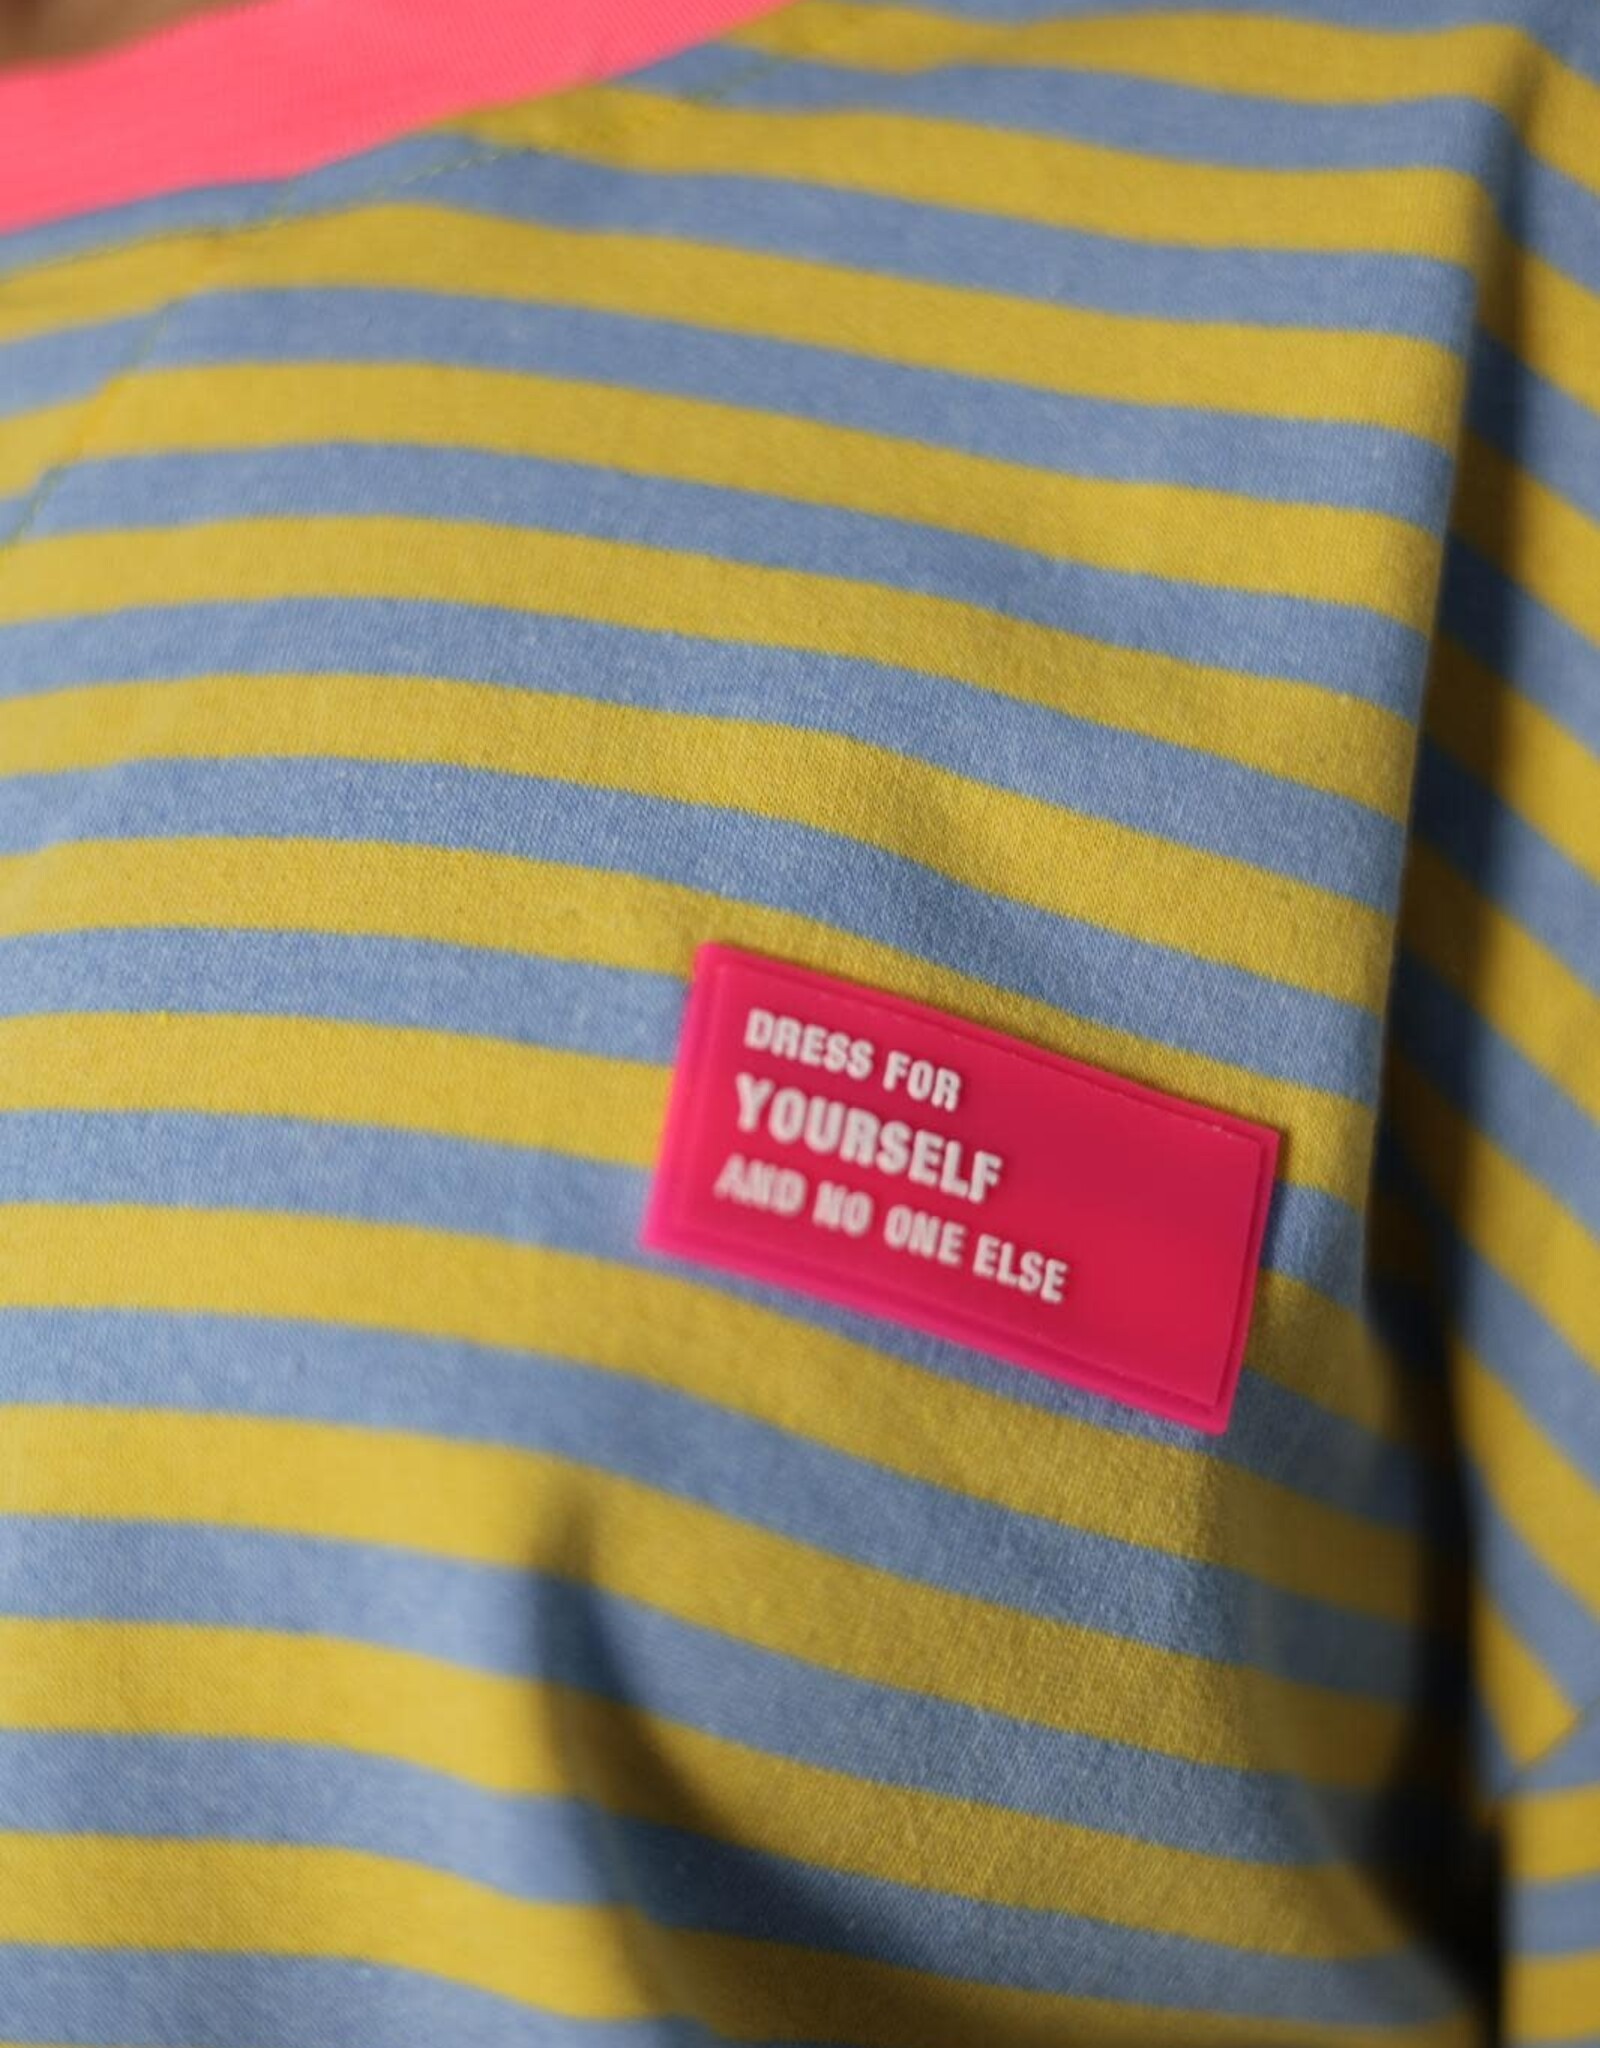 DRESS FOR
YOURSELF
AND NO ONE ELSE